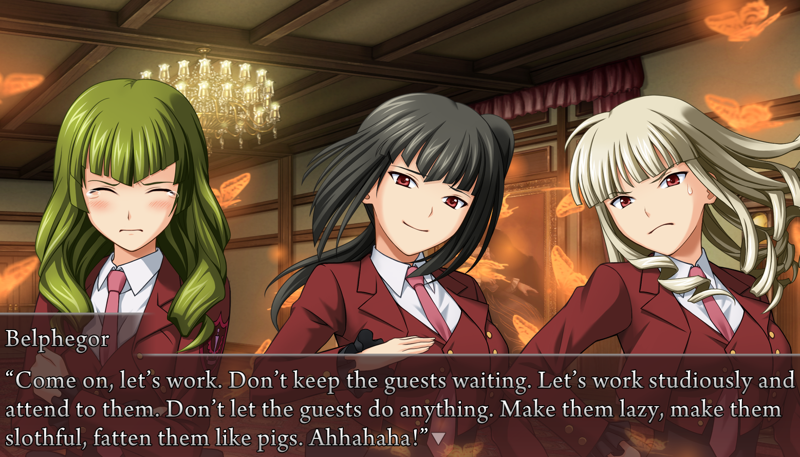 Belphegor
“Come on, let’s work. Don’t keep the guests waiting. Let’s work studiously and
attend to them. Don’t let the guests do anything. Make them lazy, make them
slothful, fatten them like pigs. Ahhahaha!”